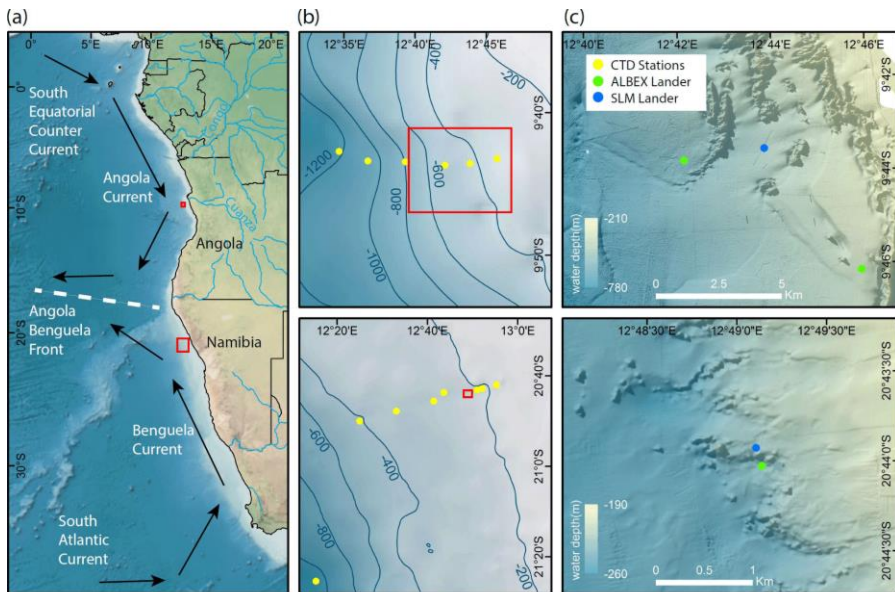 (a)
0°
5°E
10°E
15°E
20°E
0°
10°S
20°S
30°S
South
Equatorial
Counter
Current
Congo
Angola
Current
Cuanza
Angola
Angola
Benguela
Front
Namibia
Benguela
Current
South
Atlantic
Current
(b)
12°35'E
12°40'E
12°45'E
9°40'S
9°50'S
-400
-200
-1200
-600
-800
-1000
12°20'E
12°40'E
13°0'E
20°40'S
21°0'S
21°20'S
-600
-400
-800
-200
(c)
12°40'E
12°42'E
12°44'E
12°46'E
9°42'S
9°44'S
9°46'S
CTD Stations
ALBEX Lander
SLM Lander
water depth(m)
-210
-780
0
5
Km
12°48'30"E
12°49'0"E
12°49'30"E
20°43'30"S
20°44'0"S
20°44'30"S
water depth(m)
-190
-260
0
0.5
1
Km